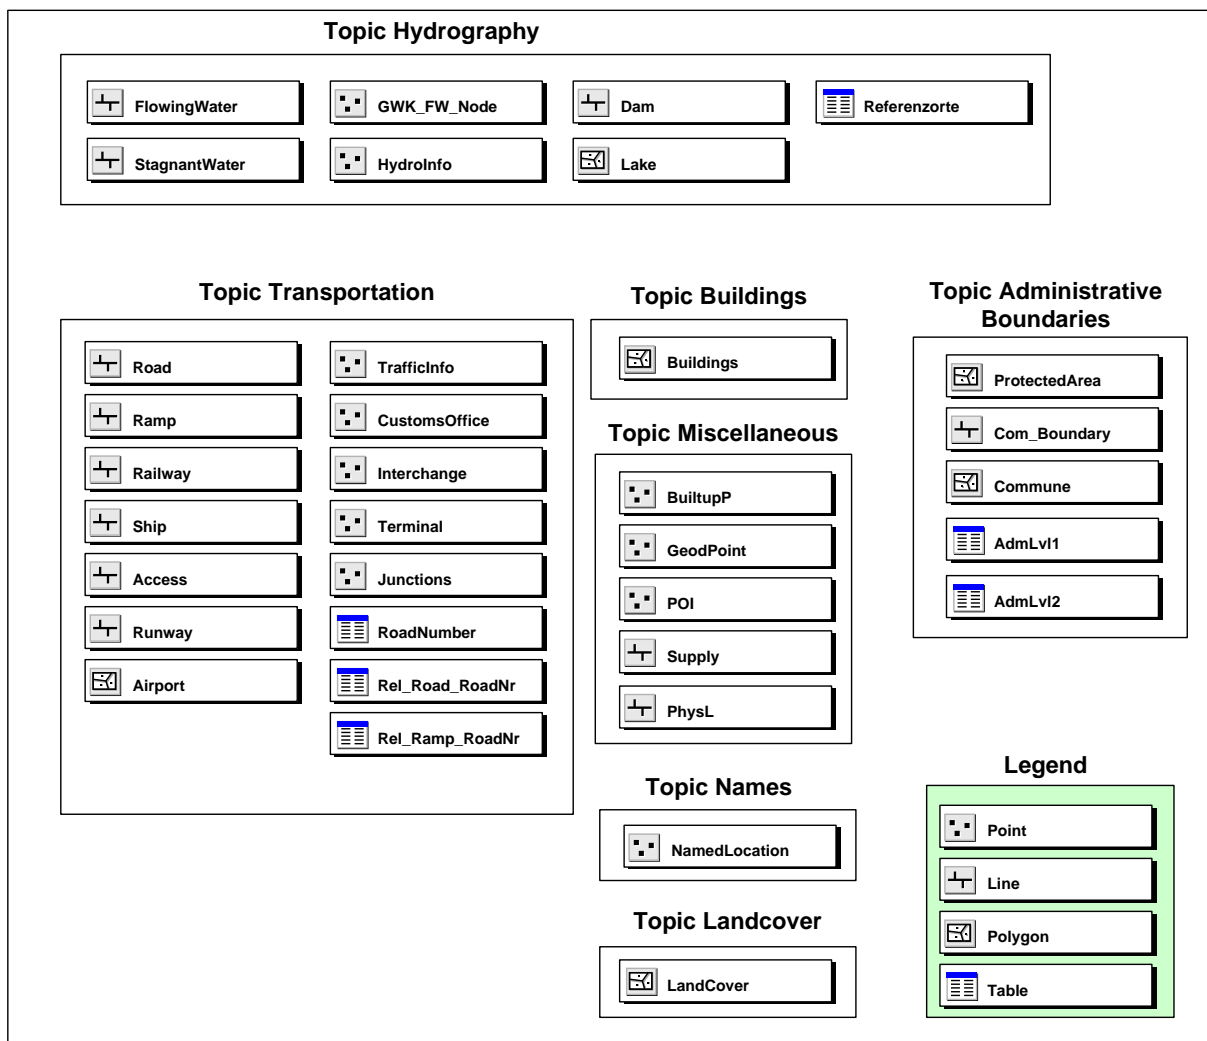 Topic Hydrography
FlowingWater
GWK_FW_Node
Dam
Referenzorte
StagnantWater
HydroInfo
Lake
Topic Transportation
Road
TrafficInfo
Ramp
CustomsOffice
Railway
Interchange
Ship
Terminal
Access
Junctions
Runway
RoadNumber
Airport
Rel_Road_RoadNr
Rel_Ramp_RoadNr
Topic Buildings
Buildings
Topic Miscellaneous
BuiltupP
GeodPoint
POI
Supply
PhysL
Topic Names
NamedLocation
Topic Landcover
LandCover
Topic Administrative
Boundaries
ProtectedArea
Com_Boundary
Commune
AdmLvl1
AdmLvl2
Legend
Point
Line
Polygon
Table